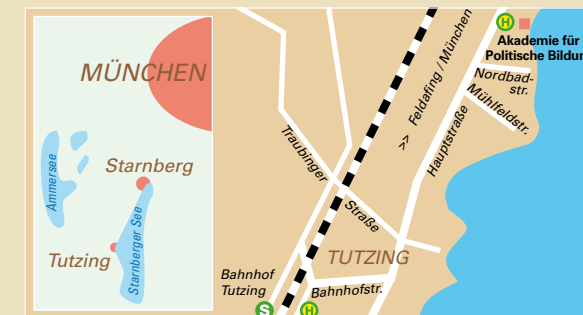 MÜNCHEN
Starnberg
Ammersee
Starnberger See
Tutzing
H
Akademie für
Politische Bildun
Nordbad-
str.
Mühlfeldstr.
>> Feldafing / München
Hauptstraße
Traubinger
Straße
TUTZING
Bahnhof
Tutzing
Bahnhofstr.
S
H